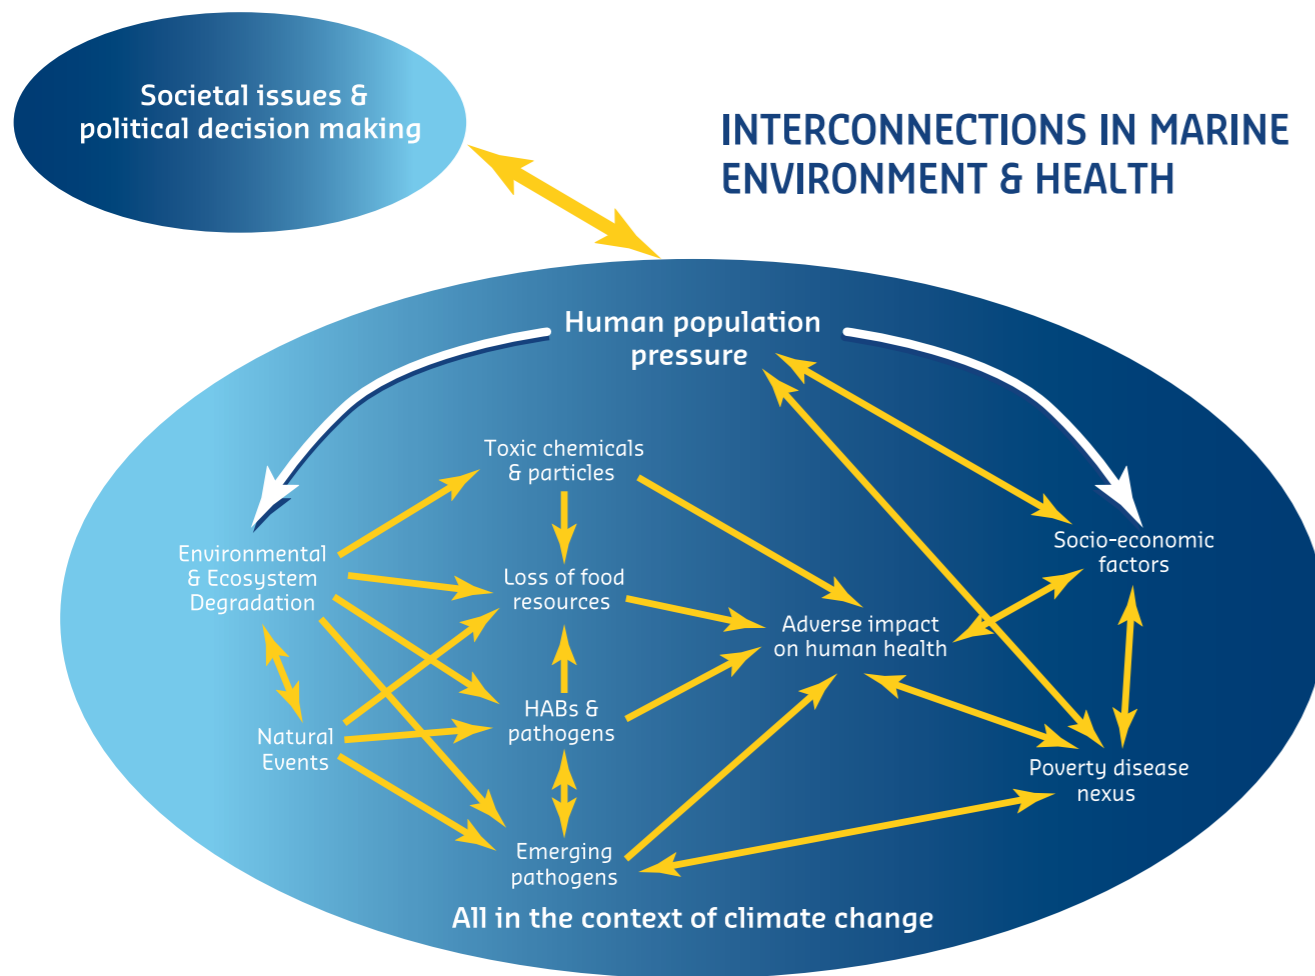 Societal issues &
political decision making
INTERCONNECTIONS IN MARINE
ENVIRONMENT & HEALTH
Human population
pressure
Toxic chemicals
& particles
Environmental
& Ecosystem
Degradation
Loss of food
resources
Socio-economic
factors
Adverse impact
on human health
Natural
Events
HABs &
pathogens
Poverty disease
nexus
Emerging
pathogens
All in the context of climate change